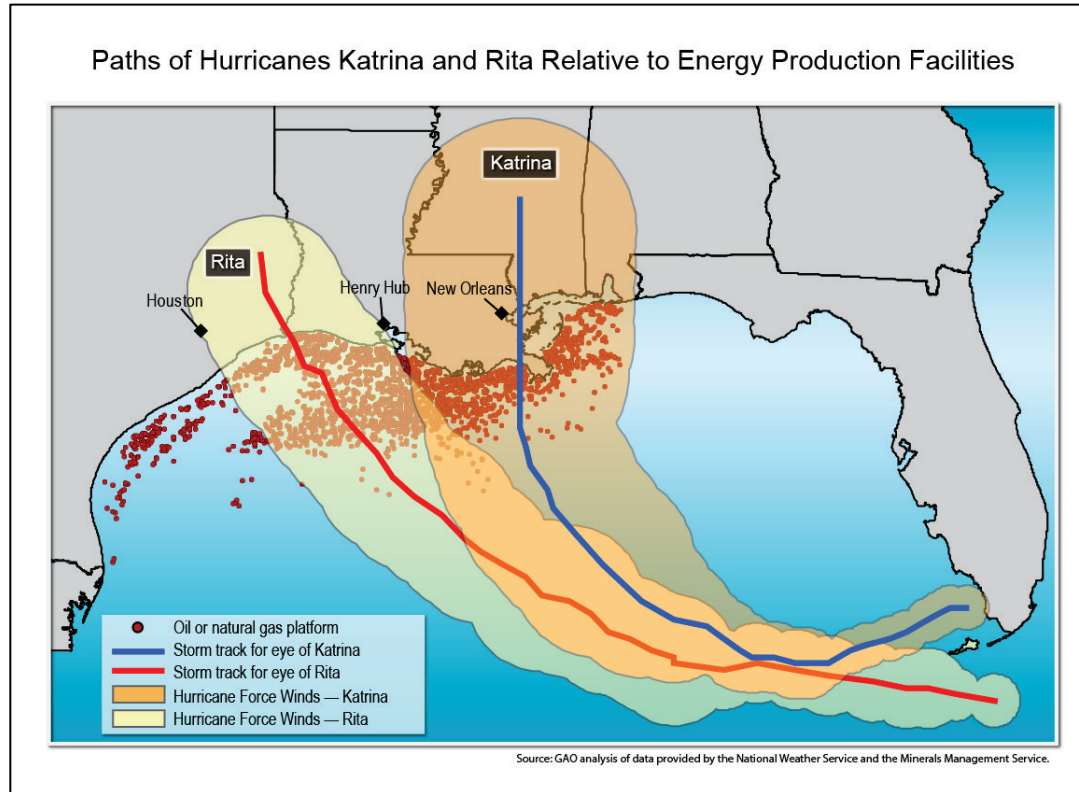 Paths of Hurricanes Katrina and Rita Relative to Energy Production Facilities
Katrina
Rita
Houston
Henry Hub
New Orleans
Oil or natural gas platform
Storm track for eye of Katrina
Storm track for eye of Rita
Hurricane Force Winds — Katrina
Hurricane Force Winds — Rita
Source: GAO analysis of data provided by the National Weather Service and the Minerals Management Service.